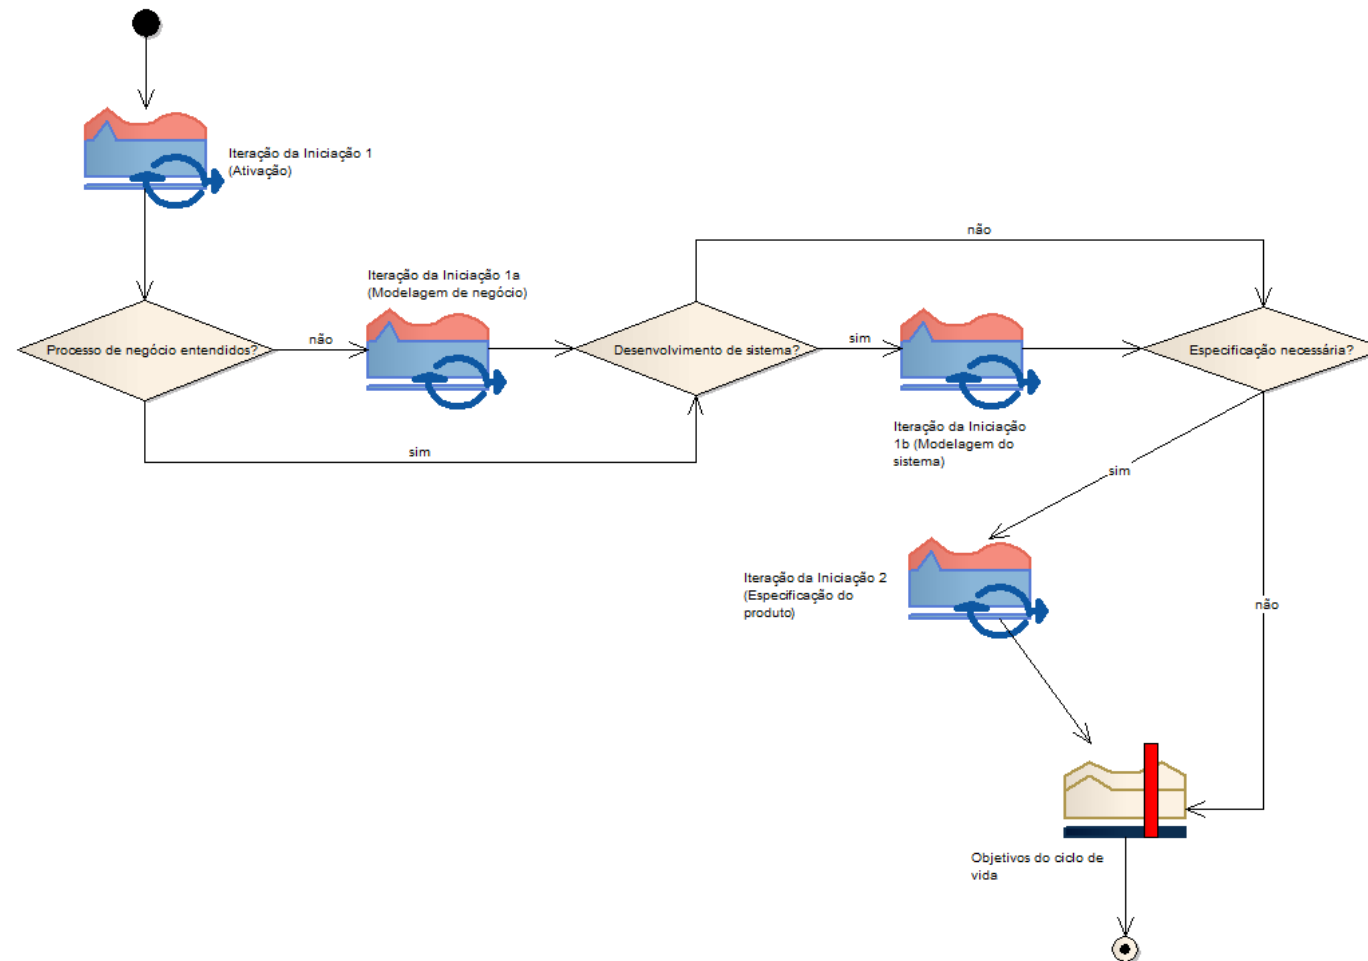 Iteração da Iniciação 1
(Ativação)
não
Iteração da Iniciação 1a
(Modelagem de negócio)
Processo de negócio entendidos?
não
Desenvolvimento de sistema?
sim
Especificação necessária?
Iteração da Iniciação
1b (Modelagem do
sistema)
sim
sim
Iteração da Iniciação 2
(Especificação do
produto)
não
Objetivos do ciclo de
vida